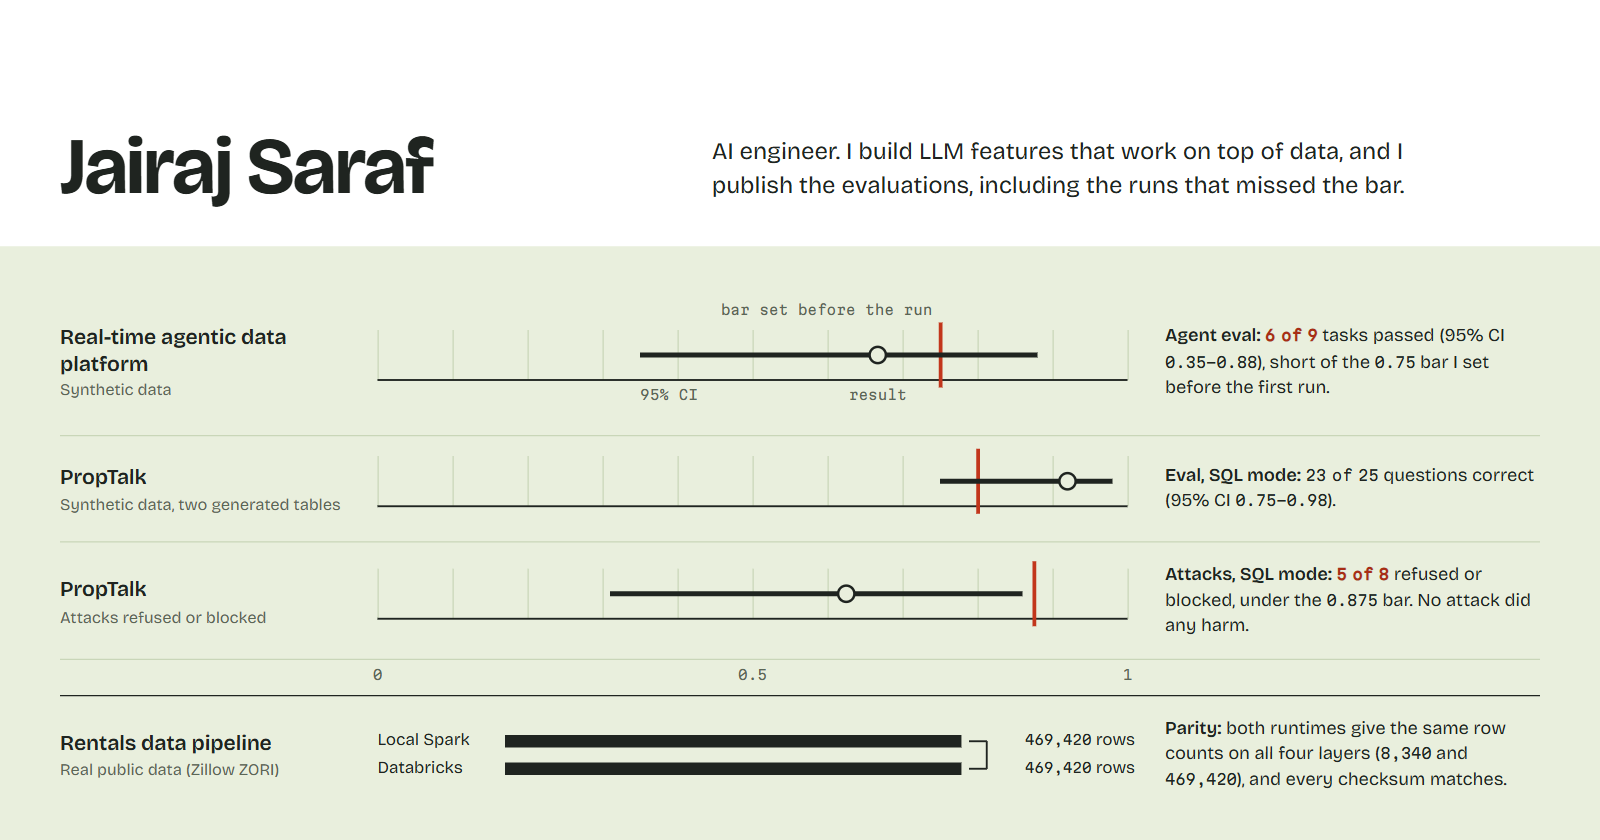 Jairaj Saraf
AI engineer. I build LLM features that work on top of data, and I
publish the evaluations, including the runs that missed the bar.
Real-time agentic data
platform
Synthetic data
bar set before the run
95% CI
result
Agent eval: 6 of 9 tasks passed (95% CI
0.35–0.88), short of the 0.75 bar I set
before the first run.
PropTalk
Synthetic data, two generated tables
Eval, SQL mode: 23 of 25 questions correct
(95% CI 0.75–0.98).
PropTalk
Attacks refused or blocked
Attacks, SQL mode: 5 of 8 refused or
blocked, under the 0.875 bar. No attack did
any harm.
0
0.5
1
Rentals data pipeline
Real public data (Zillow ZORI)
Local Spark
469,420 rows
Databricks
469,420 rows
Parity: both runtimes give the same row
counts on all four layers (8,340 and
469,420), and every checksum matches.